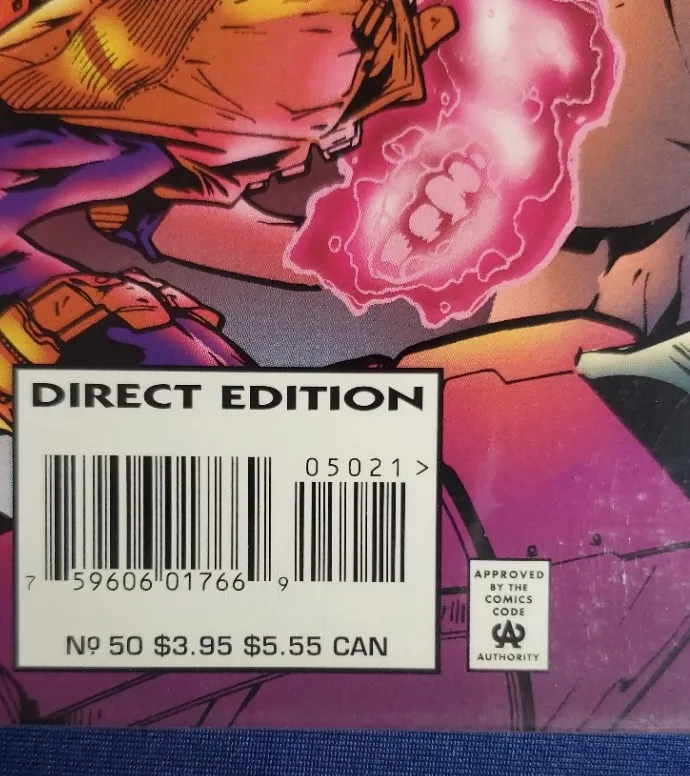 DIRECT EDITION
05021 >
7 59606 01766 9
Nº 50 $3.95 $5.55 CAN
APPROVED
BY THE
COMICS
CODE
CA
AUTHORITY